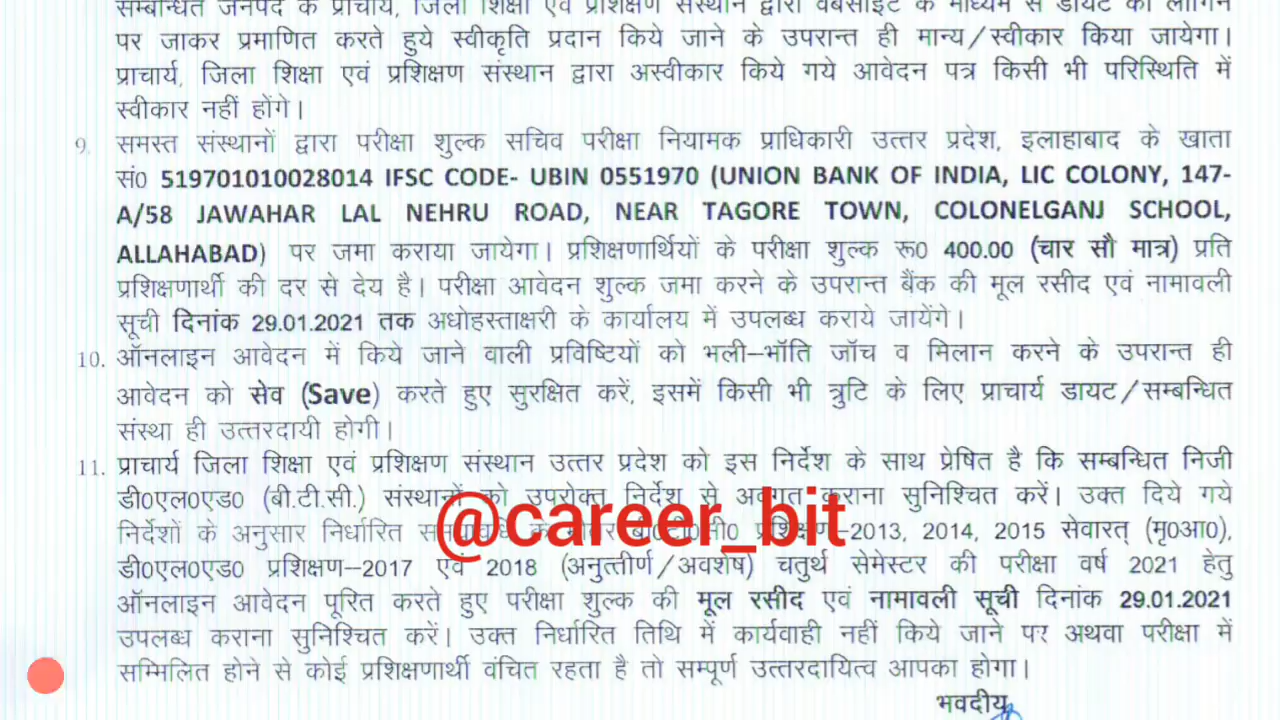 सम्बन्धित जनपद के प्राचार्य, जिला शिक्षा एवं प्रशिक्षण संस्थान द्वारा वेबसाइट के माध्यम से डायट की लॉगिन
पर जाकर प्रमाणित करते हुये स्वीकृति प्रदान किये जाने के उपरान्त ही मान्य/स्वीकार किया जायेगा।
प्राचार्य, जिला शिक्षा एवं प्रशिक्षण संस्थान द्वारा अस्वीकार किये गये आवेदन पत्र किसी भी परिस्थिति में
स्वीकार नहीं होंगे।
9. समस्त संस्थानों द्वारा परीक्षा शुल्क सचिव परीक्षा नियामक प्राधिकारी उत्तर प्रदेश, इलाहाबाद के खाता
सं0 519701010028014 IFSC CODE- UBIN 0551970 (UNION BANK OF INDIA, LIC COLONY, 147-
A/58 JAWAHAR LAL NEHRU ROAD, NEAR TAGORE TOWN, COLONELGANJ SCHOOL,
ALLAHABAD) पर जमा कराया जायेगा। प्रशिक्षणार्थियों के परीक्षा शुल्क रू0 400.00 (चार सौ मात्र) प्रति
प्रशिक्षणार्थी की दर से देय है। परीक्षा आवेदन शुल्क जमा करने के उपरान्त बैंक की मूल रसीद एवं नामावली
सूची दिनांक 29.01.2021 तक अधोहस्ताक्षरी के कार्यालय में उपलब्ध कराये जायेंगे।
10. ऑनलाइन आवेदन में किये जाने वाली प्रविष्टियों को भली–भॉति जॉच व मिलान करने के उपरान्त ही
आवेदन को सेव (Save) करते हुए सुरक्षित करें, इसमें किसी भी त्रुटि के लिए प्राचार्य डायट/सम्बन्धित
संस्था ही उत्तरदायी होगी।
11. प्राचार्य जिला शिक्षा एवं प्रशिक्षण संस्थान उत्तर प्रदेश को इस निर्देश के साथ प्रेषित है कि सम्बन्धित निजी
डी0एल0एड0 (बी.टी.सी.) संस्थानों को उपरोक्त निर्देश से अवगत कराना सुनिश्चित करें। उक्त दिये गये
@career_bit
निर्देशों के अनुसार निर्धारित प्रशिक्षण–2013, 2014, 2015 सेवारत् (मृ0आ0),
डी0एल0एड0 प्रशिक्षण–2017 एवं 2018 (अनुत्तीर्ण/अवशेष) चतुर्थ सेमेस्टर की परीक्षा वर्ष 2021 हेतु
ऑनलाइन आवेदन पूरित करते हुए परीक्षा शुल्क की मूल रसीद एवं नामावली सूची दिनांक 29.01.2021
उपलब्ध कराना सुनिश्चित करें। उक्त निर्धारित तिथि में कार्यवाही नहीं किये जाने पर अथवा परीक्षा में
सम्मिलित होने से कोई प्रशिक्षणार्थी वंचित रहता है तो सम्पूर्ण उत्तरदायित्व आपका होगा।
भवदीय,